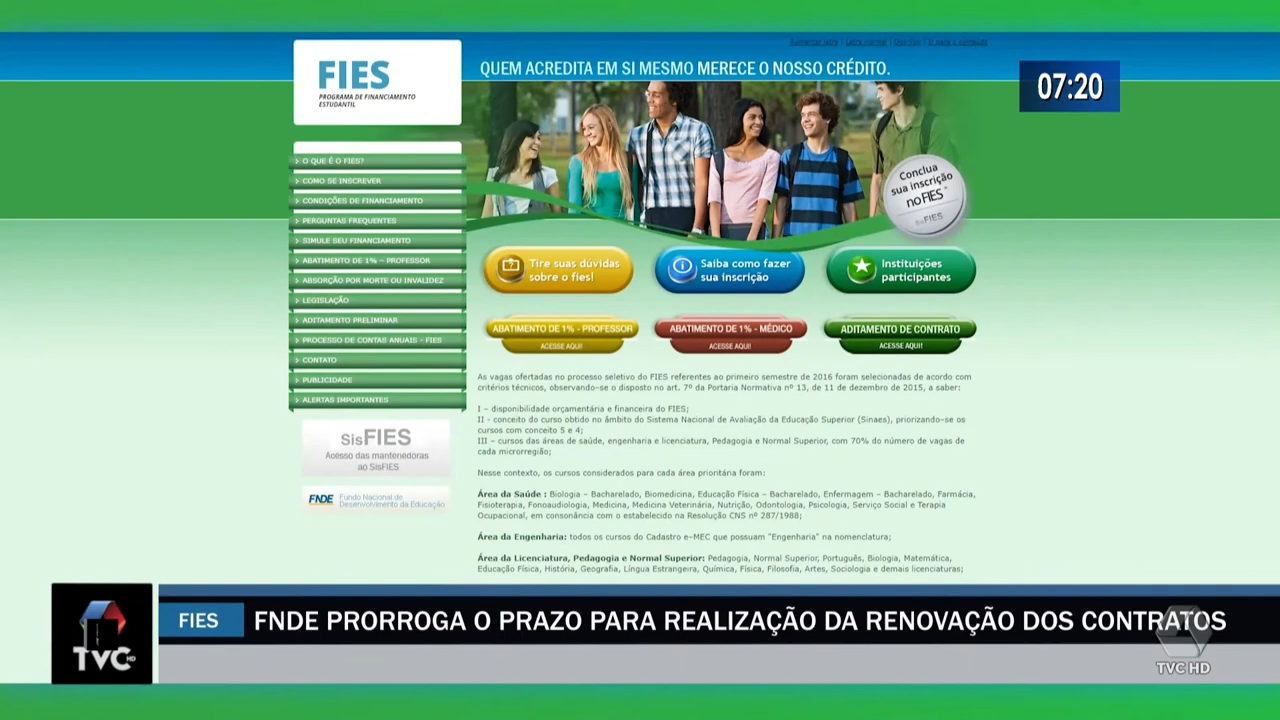 Aumentar letra | Letra normal | Diminuir | Ir para o conteúdo
FIES
PROGRAMA DE FINANCIAMENTO
ESTUDANTIL
QUEM ACREDITA EM SI MESMO MERECE O NOSSO CRÉDITO.
07:20
Conclua
sua inscrição
no FIES
sisFIES
O QUE É O FIES?
COMO SE INSCREVER
CONDIÇÕES DE FINANCIAMENTO
PERGUNTAS FREQUENTES
SIMULE SEU FINANCIAMENTO
ABATIMENTO DE 1% – PROFESSOR
ABSORÇÃO POR MORTE OU INVALIDEZ
LEGISLAÇÃO
ADITAMENTO PRELIMINAR
PROCESSO DE CONTAS ANUAIS - FIES
CONTATO
PUBLICIDADE
ALERTAS IMPORTANTES
SisFIES
Acesso das mantenedoras
ao SisFIES
FNDE Fundo Nacional de
Desenvolvimento da Educação
Tire suas dúvidas
sobre o fies!
Saiba como fazer
sua inscrição
Instituições
participantes
ABATIMENTO DE 1% - PROFESSOR
ACESSE AQUI!
ABATIMENTO DE 1% - MÉDICO
ACESSE AQUI!
ADITAMENTO DE CONTRATO
ACESSE AQUI!
As vagas ofertadas no processo seletivo do FIES referentes ao primeiro semestre de 2016 foram selecionadas de acordo com
critérios técnicos, observando-se o disposto no art. 7º da Portaria Normativa nº 13, de 11 de dezembro de 2015, a saber:
I – disponibilidade orçamentária e financeira do FIES;
II - conceito do curso obtido no âmbito do Sistema Nacional de Avaliação da Educação Superior (Sinaes), priorizando-se os
cursos com conceito 5 e 4;
III – cursos das áreas de saúde, engenharia e licenciatura, Pedagogia e Normal Superior, com 70% do número de vagas de
cada microrregião;
Nesse contexto, os cursos considerados para cada área prioritária foram:
Área da Saúde : Biologia – Bacharelado, Biomedicina, Educação Física – Bacharelado, Enfermagem – Bacharelado, Farmácia,
Fisioterapia, Fonoaudiologia, Medicina, Medicina Veterinária, Nutrição, Odontologia, Psicologia, Serviço Social e Terapia
Ocupacional, em consonância com o estabelecido na Resolução CNS nº 287/1988;
Área da Engenharia: todos os cursos do Cadastro e-MEC que possuam "Engenharia" na nomenclatura;
Área da Licenciatura, Pedagogia e Normal Superior: Pedagogia, Normal Superior, Português, Biologia, Matemática,
Educação Física, História, Geografia, Língua Estrangeira, Química, Física, Filosofia, Artes, Sociologia e demais licenciaturas;
TVC HD
FIES
FNDE PRORROGA O PRAZO PARA REALIZAÇÃO DA RENOVAÇÃO DOS CONTRATOS
TVC HD